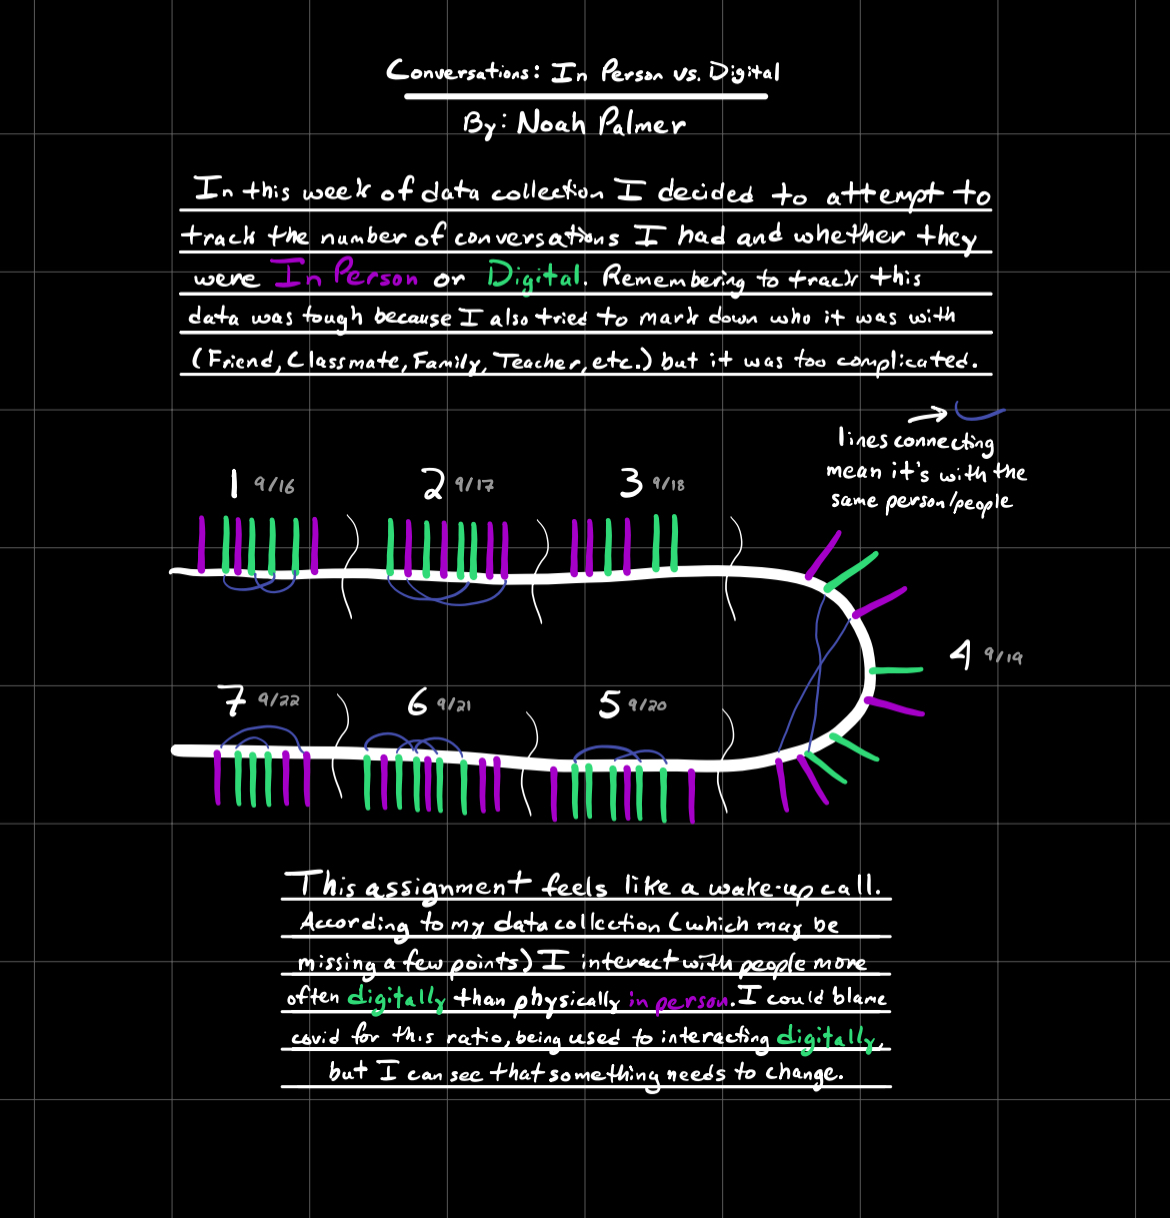 Conversations: In Person vs. Digital
By: Noah Palmer
In this week of data collection I decided to attempt to
track the number of conversations I had and whether they
were In Person or Digital. Remembering to track this
data was tough because I also tried to mark down who it was with
(Friend, Classmate, Family, Teacher, etc.) but it was too complicated.
lines connecting
mean it's with the
same person/people
1 9/16
2 9/17
3 9/18
4 9/19
7 9/22
6 9/21
5 9/20
This assignment feels like a wake-up call.
According to my data collection (which may be
missing a few points) I interact with people more
often digitally than physically in person. I could blame
covid for this ratio, being used to interacting digitally,
but I can see that something needs to change.